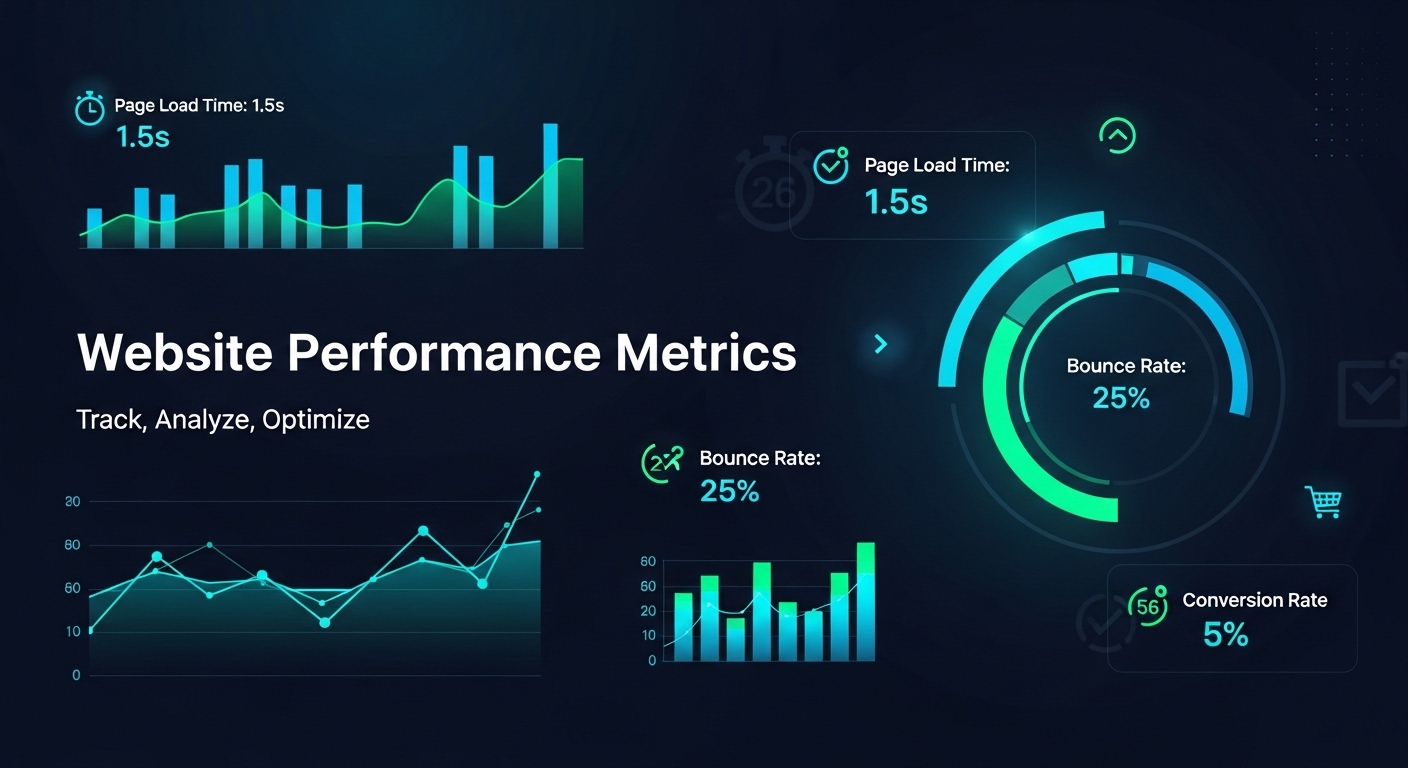 Page Load Time: 1.5s
1.5s
26
Page Load Time:
1.5s
Website Performance Metrics
Track, Analyze, Optimize
Bounce Rate:
25%
Bounce Rate:
25%
20
60
60
10
0
60
60
20
10
0
56
Conversion Rate
5%